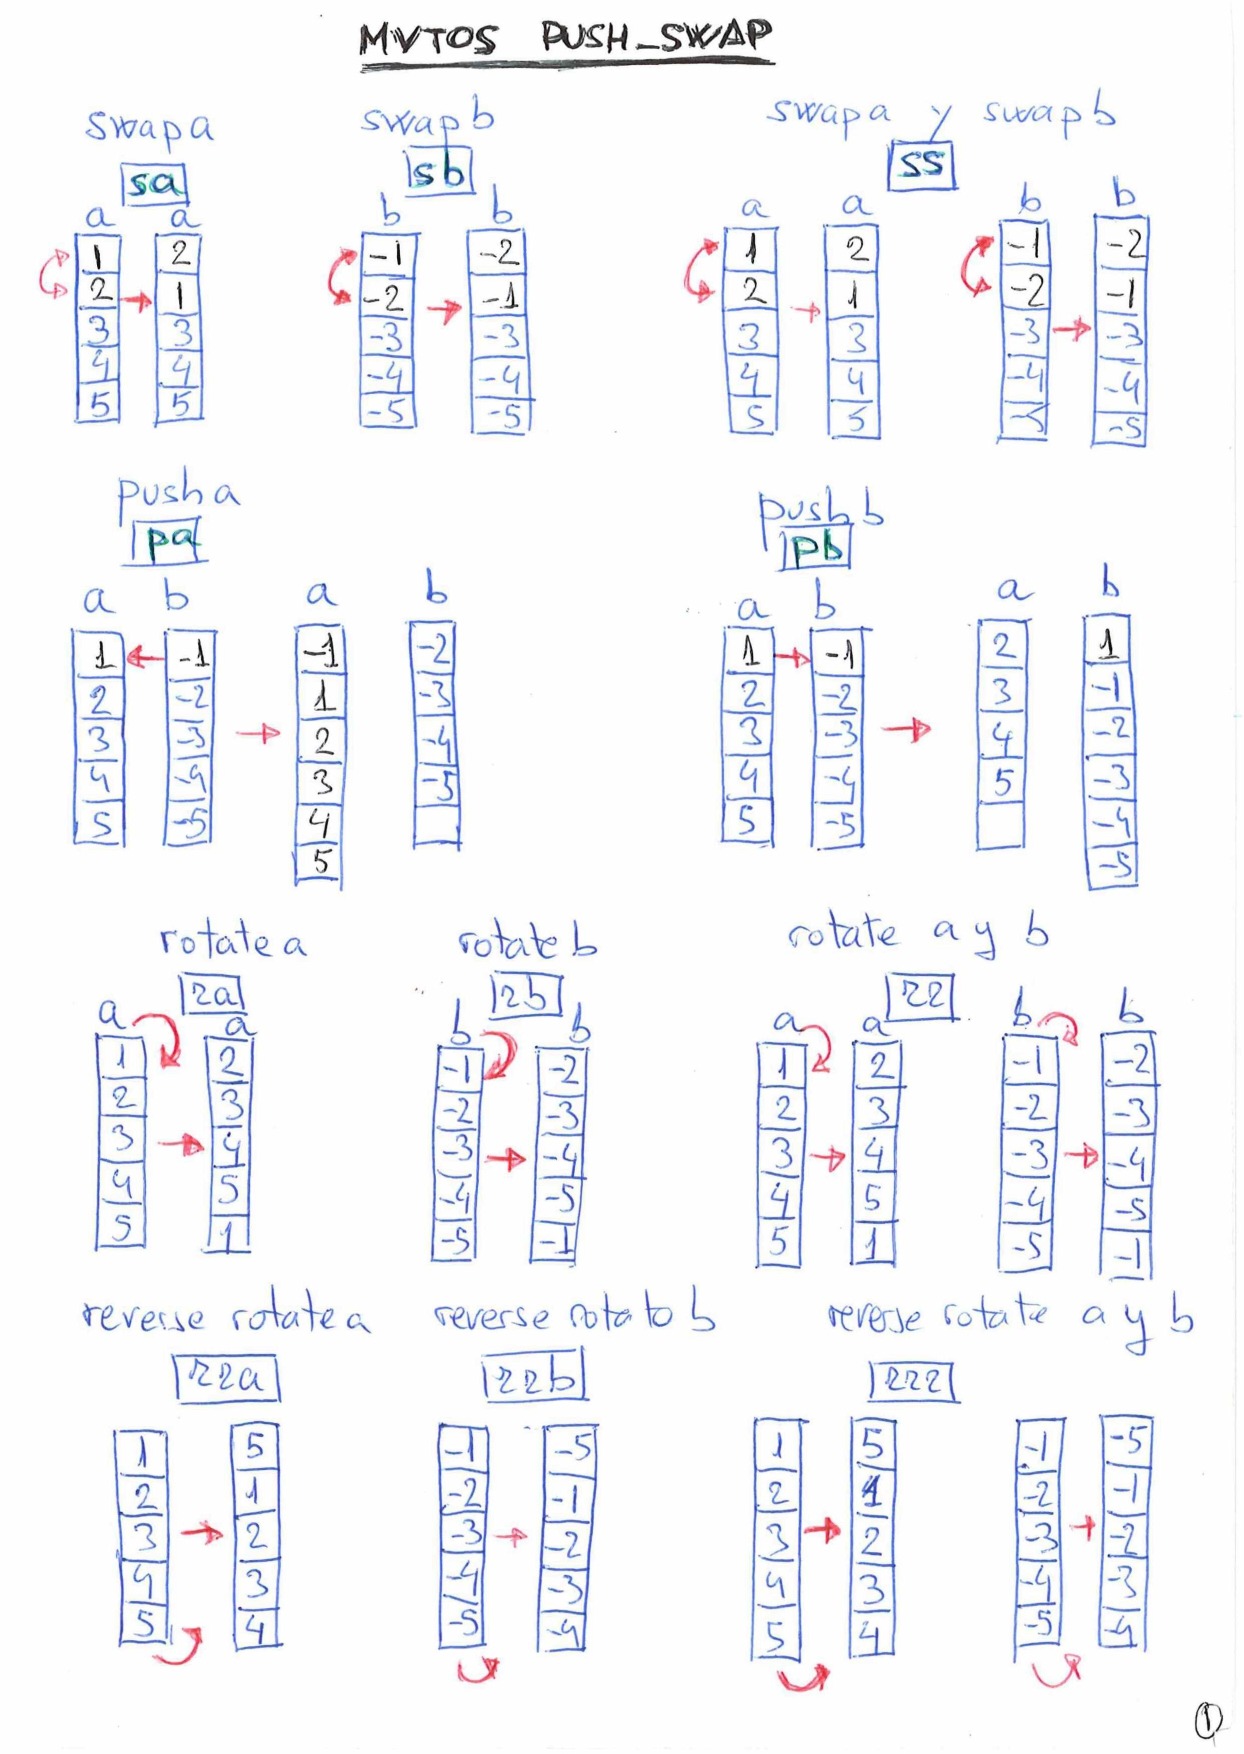 MVTOS PUSH_SWAP
swap a swap b swap a y swap b
sa sb ss
a a b b a a b b
1 2 -1 -2 1 2 -1 -2
2 1 -2 -1 2 1 -2 -1
3 3 -3 -3 3 3 -3 -3
4 4 -4 -4 4 4 -4 -4
5 5 -5 -5 5 5 -5 -5
push a push b
pa pb
a b a b a b a b
1 -1 -1 -2 1 -1 2 1
2 -2 1 -3 2 -2 3 -1
3 -3 2 -4 3 -3 4 -2
4 -4 3 -5 4 -4 5 -3
5 -5 4 5 -5 -4
5 -5
rotate a rotate b rotate a y b
ra rb rr
a a b b a a b b
1 2 -1 -2 1 2 -1 -2
2 3 -2 -3 2 3 -2 -3
3 4 -3 -4 3 4 -3 -4
4 5 -4 -5 4 5 -4 -5
5 1 -5 -1 5 1 -5 -1
reverse rotate a reverse rotato b reverse rotate a y b
rra rrb rrr
1 5 -1 -5 1 5 -1 -5
2 1 -2 -1 2 1 -2 -1
3 2 -3 -2 3 2 -3 -2
4 3 -4 -3 4 3 -4 -3
5 4 -5 -4 5 4 -5 -4
1